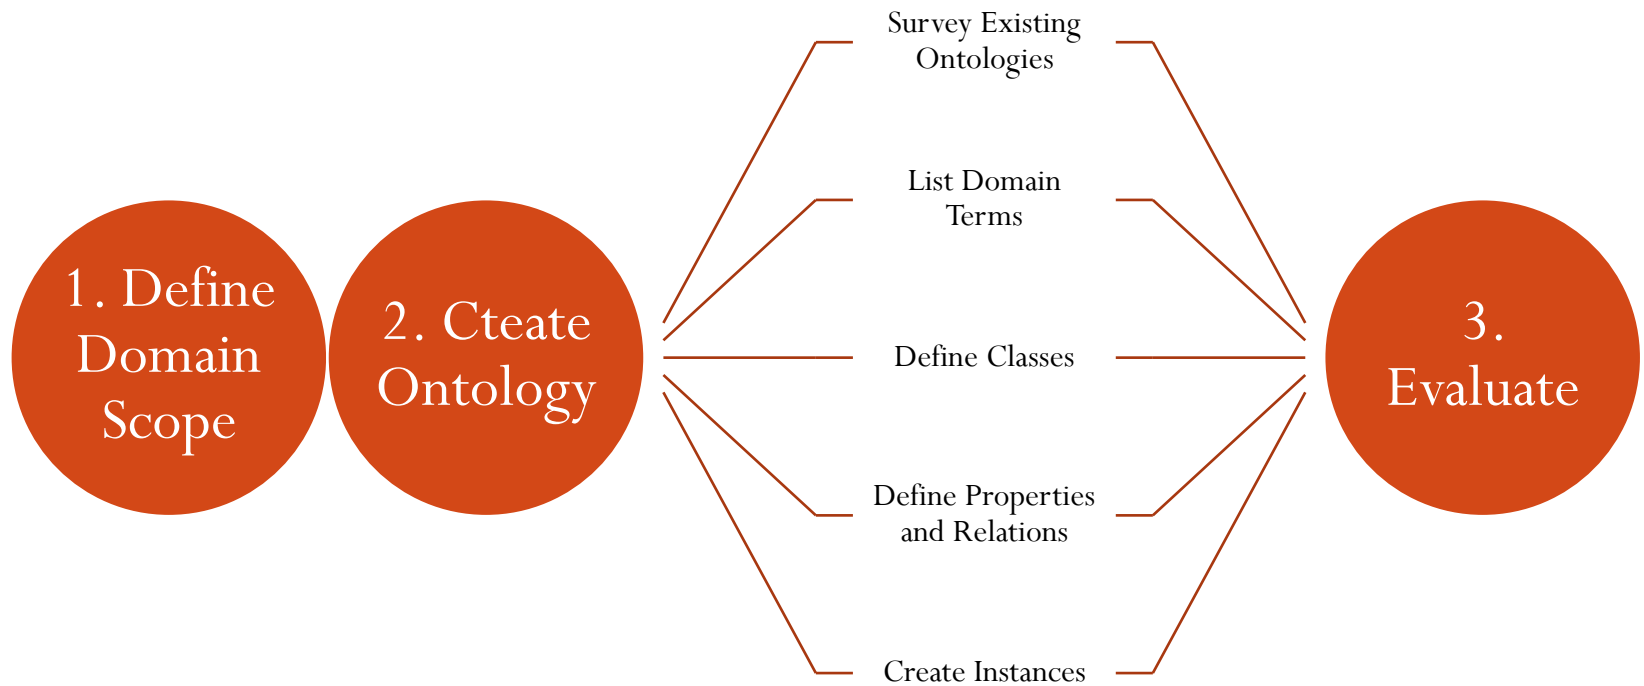 1. Define
Domain
Scope
2. Cteate
Ontology
Survey Existing
Ontologies
List Domain
Terms
Define Classes
Define Properties
and Relations
Create Instances
3.
Evaluate